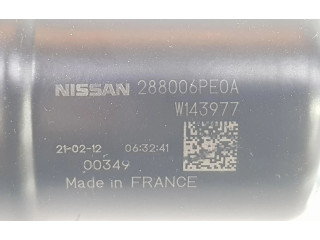 NISSAN 288006PE0A
W143977
21-02-12 06:32:41
00349
Made in FRANCE